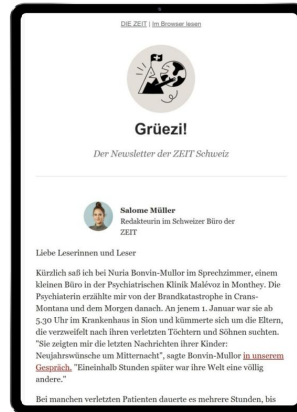 DIE ZEIT | Im Browser lesen
Grüezi!
Der Newsletter der ZEIT Schweiz
Salome Müller
Redakteurin im Schweizer Büro der
ZEIT
Liebe Leserinnen und Leser
Kürzlich saß ich bei Nuria Bonvin-Mullor im Sprechzimmer, einem
kleinen Büro in der Psychiatrischen Klinik Malévoz in Monthey. Die
Psychiaterin erzählte mir von der Brandkatastrophe in Crans-
Montana und dem Morgen danach. An jenem 1. Januar war sie ab
5.30 Uhr im Krankenhaus in Sion und kümmerte sich um die Eltern,
die verzweifelt nach ihren verletzten Töchtern und Söhnen suchten.
"Sie zeigten mir die letzten Nachrichten ihrer Kinder:
Neujahrswünsche um Mitternacht", sagte Bonvin-Mullor in unserem
Gespräch. "Eineinhalb Stunden später war ihre Welt eine völlig
andere."
Bei manchen verletzten Patienten dauerte es mehrere Stunden, bis